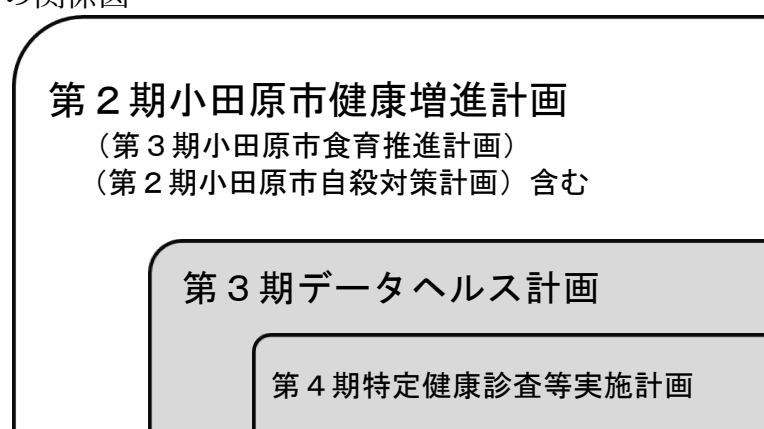 の関係図
第２期小田原市健康増進計画
（第３期小田原市食育推進計画）
（第２期小田原市自殺対策計画）含む
第３期データヘルス計画
第４期特定健康診査等実施計画